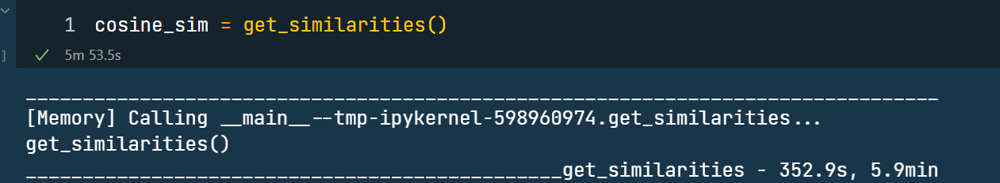 1 cosine_sim = get_similarities()
5m 53.5s
]
________________________________________________________________________________
[Memory] Calling __main__--tmp-ipykernel-598960974.get_similarities...
get_similarities()
_______________________________________________get_similarities - 352.9s, 5.9min